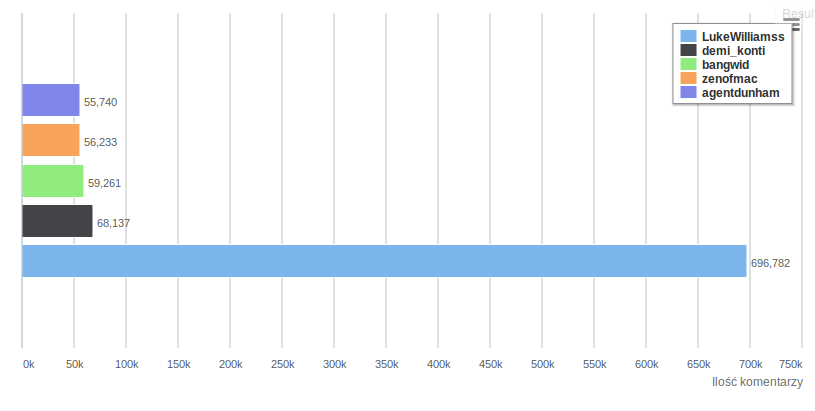 Resul
LukeWilliamss
demi_konti
bangwid
zenofmac
agentdunham
55,740
56,233
59,261
68,137
696,782
0k 50k 100k 150k 200k 250k 300k 350k 400k 450k 500k 550k 600k 650k 700k 750k
Ilość komentarzy